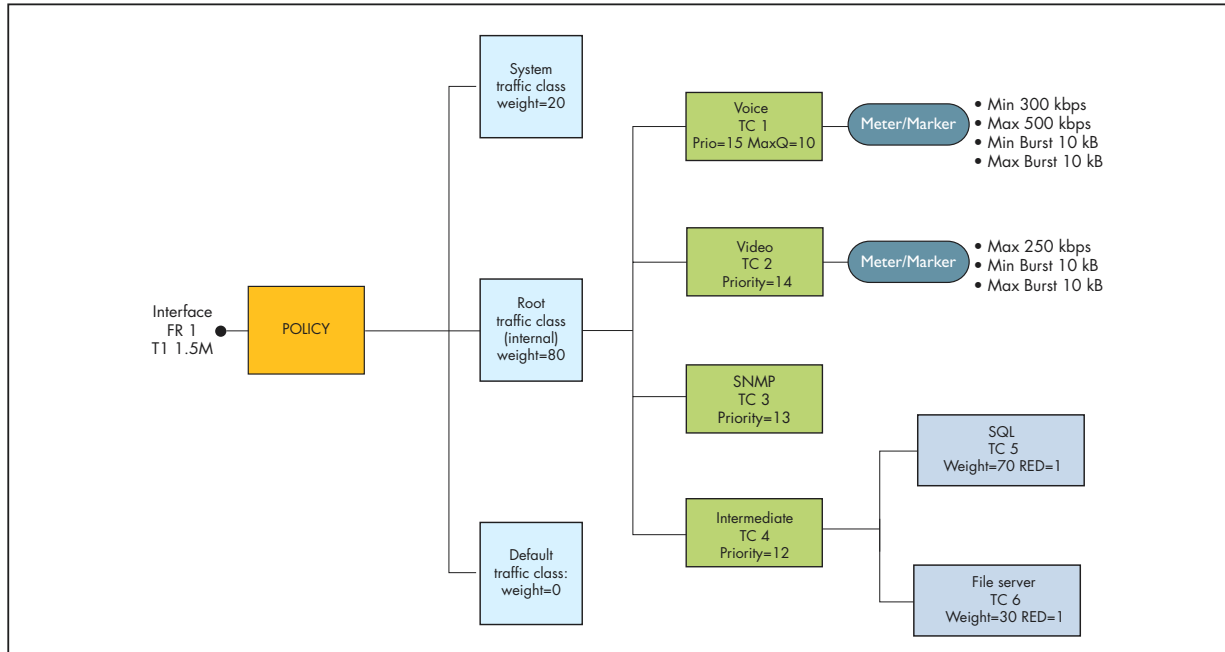 Interface
FR 1
T1 1.5M
POLICY
System
traffic class
weight=20
Root
traffic class
(internal)
weight=80
Default
traffic class:
weight=0
Voice
TC 1
Prio=15 MaxQ=10
Meter/Marker
• Min 300 kbps
• Max 500 kbps
• Min Burst 10 kB
• Max Burst 10 kB
Video
TC 2
Priority=14
Meter/Marker
• Max 250 kbps
• Min Burst 10 kB
• Max Burst 10 kB
SNMP
TC 3
Priority=13
Intermediate
TC 4
Priority=12
SQL
TC 5
Weight=70 RED=1
File server
TC 6
Weight=30 RED=1